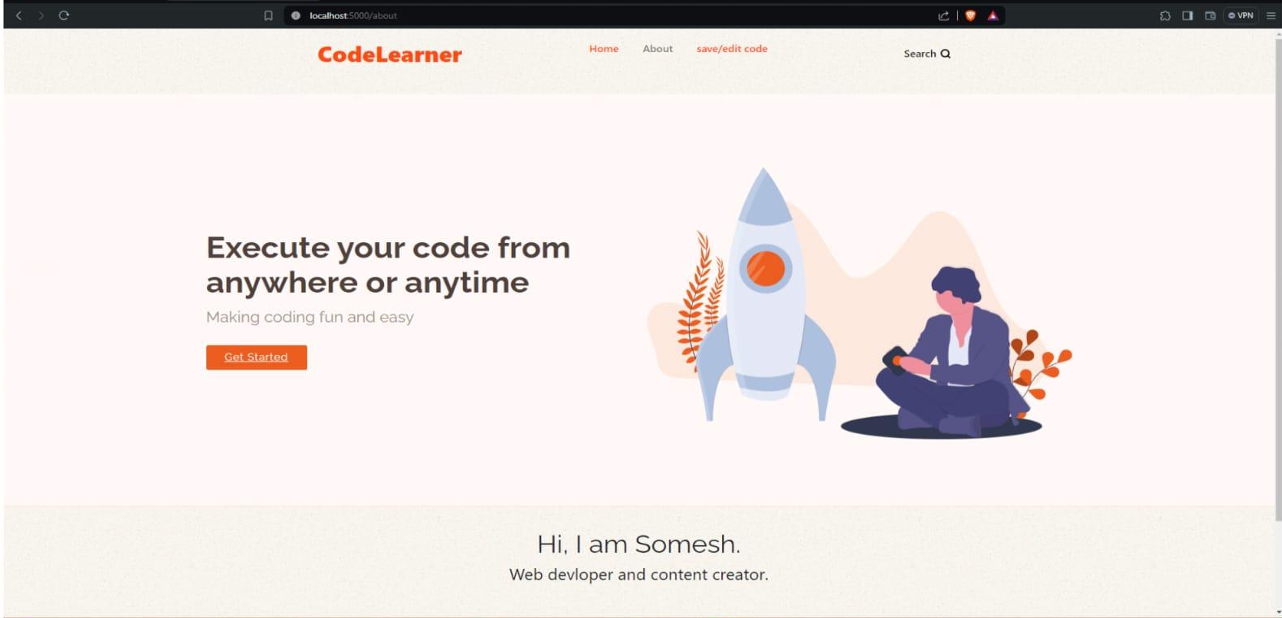 localhost:5000/about
VPN
CodeLearner
Home About save/edit code
Search
Execute your code from
anywhere or anytime
Making coding fun and easy
Get Started
Hi, I am Somesh.
Web devloper and content creator.